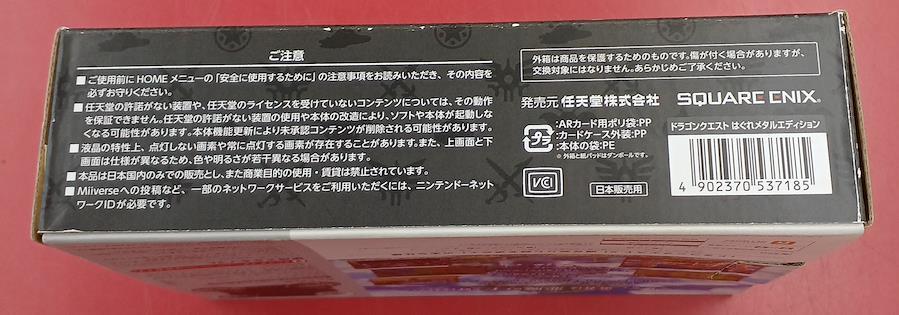 ご注意
■ご使用前にHOMEメニューの「安全に使用するために」の注意事項をお読みいただき、その内容を
必ずお守りください。
■任天堂の許諾がない装置や、任天堂のライセンスを受けていないコンテンツについては、その動作
を保証できません。任天堂の許諾がない装置の使用や本体の改造により、ソフトや本体が起動しな
くなる可能性があります。本体機能更新により未承認コンテンツが削除される可能性があります。
■液晶の特性上、点灯しない画素や常に点灯する画素が存在することがあります。また、上画面と下
画面は仕様が異なるため、色や明るさが若干異なる場合があります。
■本品は日本国内のみでの販売とし、また商業目的の使用・賃貸は禁止されています。
■Miiverseへの投稿など、一部のネットワークサービスをご利用いただくには、ニンテンドーネット
ワークIDが必要です。
外箱は商品を保護するためのものです。傷が付く場合がありますが、
交換対象にはなりません。あらかじめご了承ください。
発売元 任天堂株式会社 SQUARE ENIX.
プラ
:ARカード用ポリ袋:PP
:カードケース外装:PP
:本体の袋:PE
※外箱と紙パッドはダンボールです。
VCI
日本販売用
ドラゴンクエスト はぐれメタルエディション
4 902370 537185